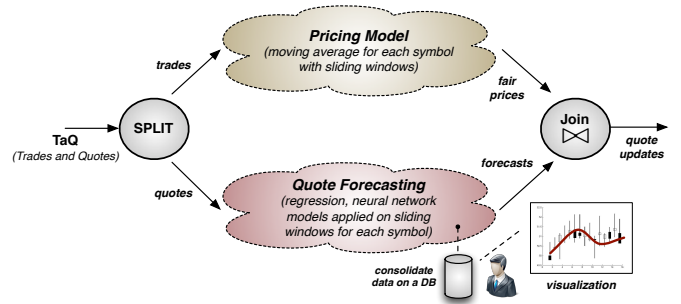 Pricing Model
(moving average for each symbol
with sliding windows)
trades
fair
prices
SPLIT
Join
TaQ
(Trades and Quotes)
quote
updates
quotes
forecasts
Quote Forecasting
(regression, neural network
models applied on sliding
windows for each symbol)
consolidate
data on a DB
visualization